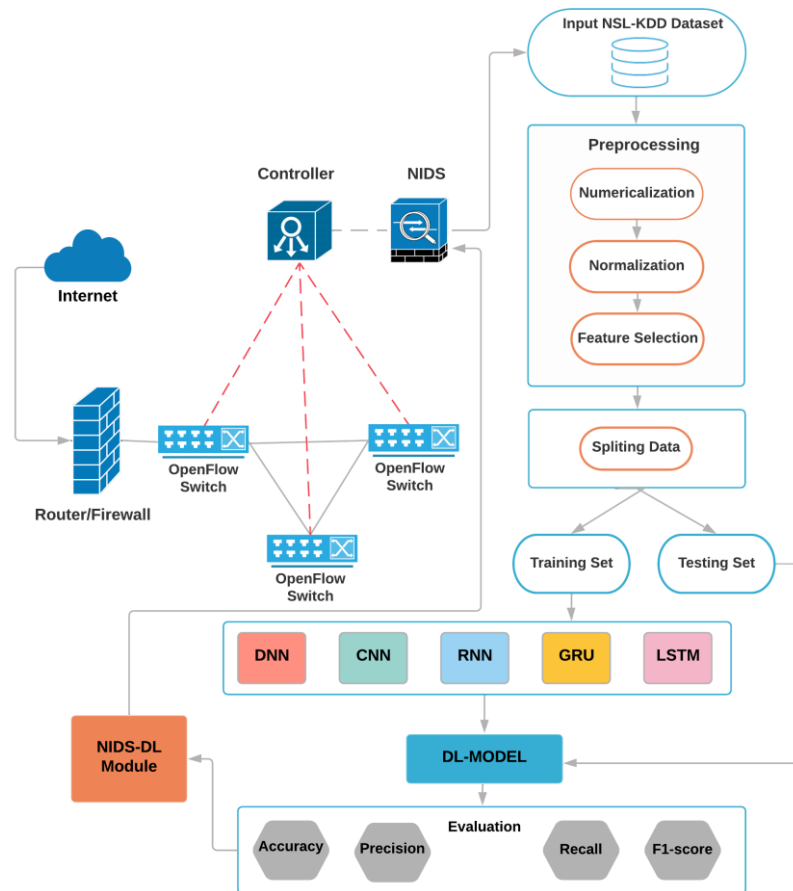 Input NSL-KDD Dataset
Preprocessing
Numericalization
Normalization
Feature Selection
Spliting Data
Training Set
Testing Set
Controller
NIDS
Internet
Router/Firewall
OpenFlow
Switch
OpenFlow
Switch
OpenFlow
Switch
DNN
CNN
RNN
GRU
LSTM
NIDS-DL
Module
DL-MODEL
Evaluation
Accuracy
Precision
Recall
F1-score